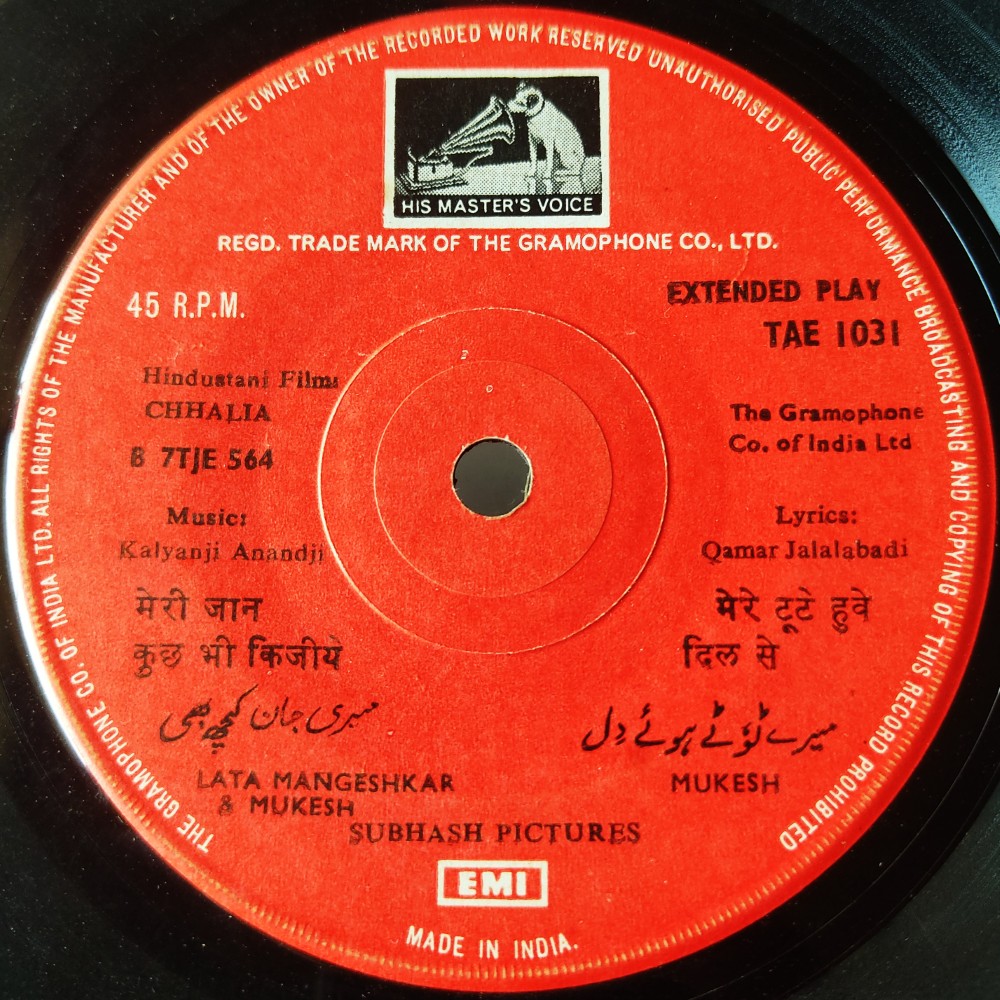 THE GRAMOPHONE CO. OF INDIA LTD. ALL RIGHTS OF THE MANUFACTURER AND OF THE OWNER OF THE RECORDED WORK RESERVED UNAUTHORISED PUBLIC PERFORMANCE BROADCASTING AND COPYING OF THIS RECORD PROHIBITED
HIS MASTER'S VOICE
REGD. TRADE MARK OF THE GRAMOPHONE CO., LTD.
45 R.P.M.
EXTENDED PLAY
TAE 1031
Hindustani Film:
CHHALIA
B 7TJE 564
The Gramophone
Co. of India Ltd
Music:
Kalyanji Anandji
Lyrics:
Qamar Jalalabadi
मेरी जान
कुछ भी किजीये
मेरे टूटे हुवे
दिल से
میری جان کچھ بھی
میرے ٹوٹے ہوئے دل
LATA MANGESHKAR
& MUKESH
MUKESH
SUBHASH PICTURES
EMI
MADE IN INDIA.